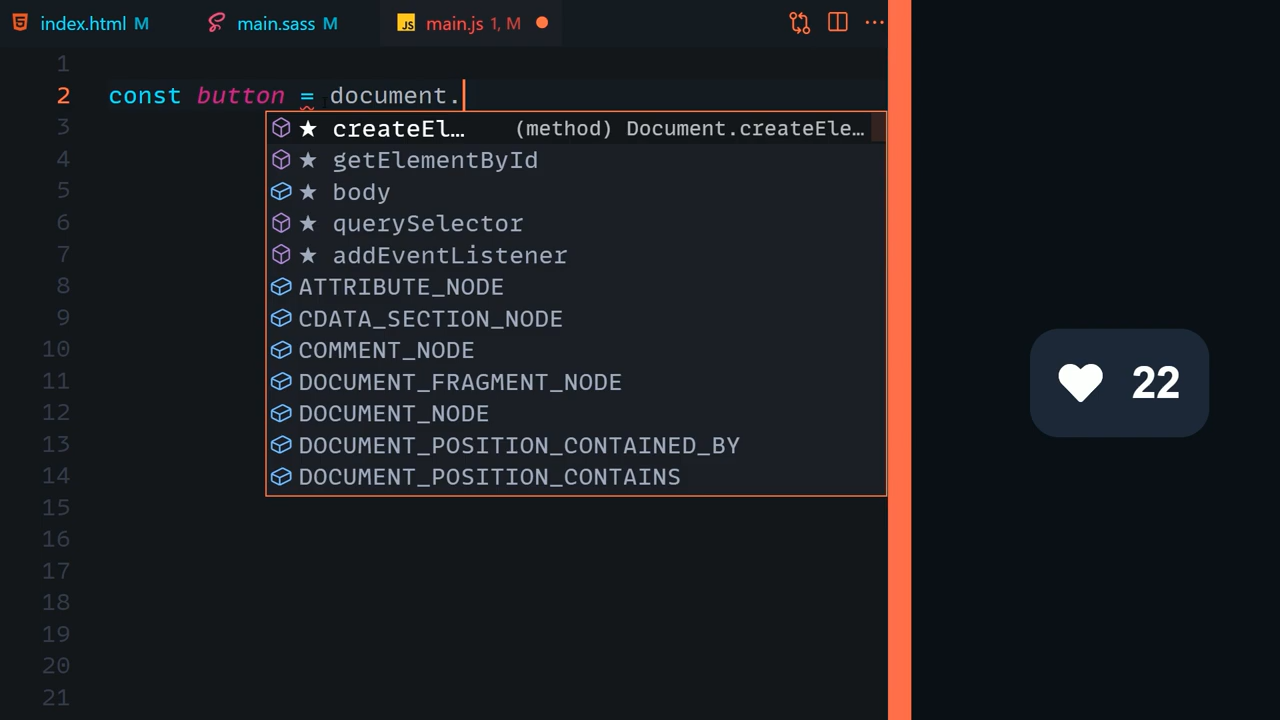 index.html M main.sass M JS main.js 1, M ...
1
2 const button = document.
3 ★ createEl… (method) Document.createEle…
4 ★ getElementById
5 ★ body
6 ★ querySelector
7 ★ addEventListener
8 ATTRIBUTE_NODE
9 CDATA_SECTION_NODE
10 COMMENT_NODE
11 DOCUMENT_FRAGMENT_NODE
12 DOCUMENT_NODE
13 DOCUMENT_POSITION_CONTAINED_BY
14 DOCUMENT_POSITION_CONTAINS
15
16
17
18
19
20
21
22